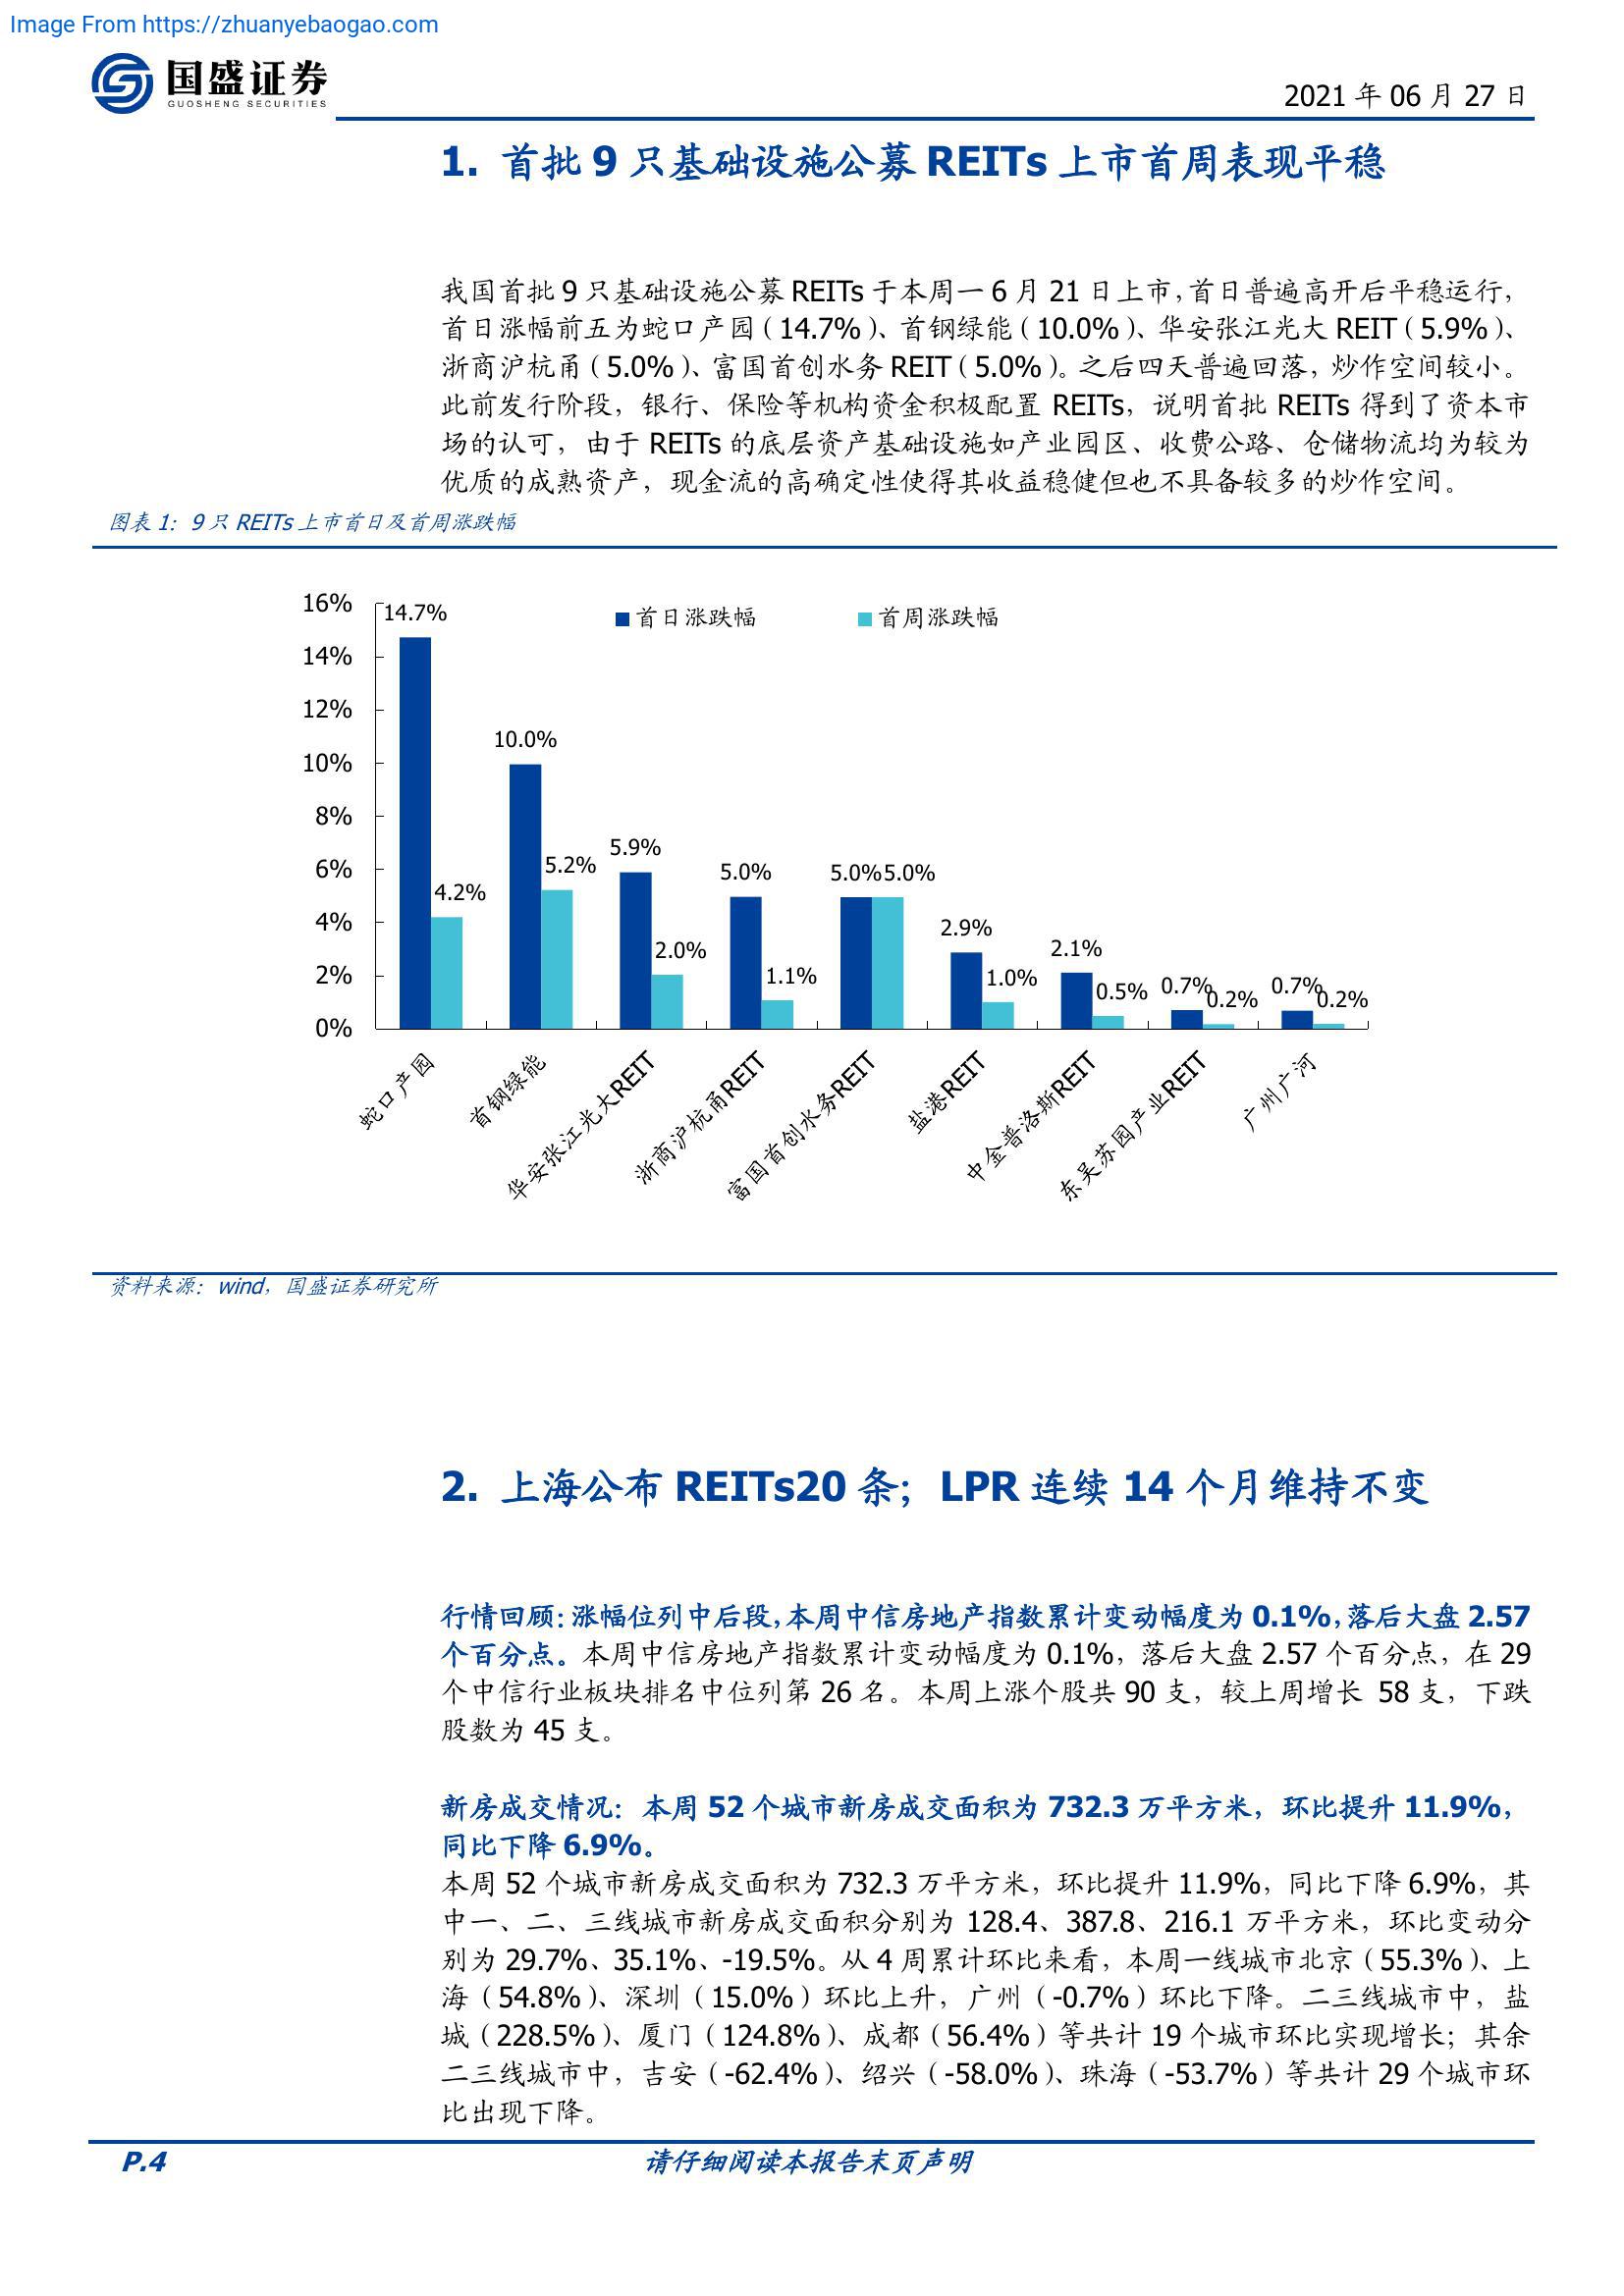 Image From https://zhuanyebaogao.com
国盛证券
GUOSHENG SECURITIES
2021 年 06 月 27 日
1. 首批 9 只基础设施公募 REITs 上市首周表现平稳
我国首批 9 只基础设施公募 REITs 于本周一 6 月 21 日上市，首日普遍高开后平稳运行，
首日涨幅前五为蛇口产园（14.7%）、首钢绿能（10.0%）、华安张江光大 REIT（5.9%）、
浙商沪杭甬（5.0%）、富国首创水务 REIT（5.0%）。之后四天普遍回落，炒作空间较小。
此前发行阶段，银行、保险等机构资金积极配置 REITs，说明首批 REITs 得到了资本市
场的认可，由于 REITs 的底层资产基础设施如产业园区、收费公路、仓储物流均为较为
优质的成熟资产，现金流的高确定性使得其收益稳健但也不具备较多的炒作空间。
图表 1：9 只 REITs 上市首日及首周涨跌幅
首日涨跌幅 首周涨跌幅
16%
14%
12%
10%
8%
6%
4%
2%
0%
14.7% 4.2%
10.0% 5.2%
5.9% 2.0%
5.0% 1.1%
5.0% 5.0%
2.9% 1.0%
2.1% 0.5%
0.7% 0.2%
0.7% 0.2%
蛇口产园
首钢绿能
华安张江光大REIT
浙商沪杭甬REIT
富国首创水务REIT
盐港REIT
中金普洛斯REIT
东吴苏园产业REIT
广州广河
资料来源：wind，国盛证券研究所
2. 上海公布 REITs20 条；LPR 连续 14 个月维持不变
行情回顾：涨幅位列中后段，本周中信房地产指数累计变动幅度为 0.1%，落后大盘 2.57
个百分点。本周中信房地产指数累计变动幅度为 0.1%，落后大盘 2.57 个百分点，在 29
个中信行业板块排名中位列第 26 名。本周上涨个股共 90 支，较上周增长 58 支，下跌
股数为 45 支。
新房成交情况：本周 52 个城市新房成交面积为 732.3 万平方米，环比提升 11.9%，
同比下降 6.9%。
本周 52 个城市新房成交面积为 732.3 万平方米，环比提升 11.9%，同比下降 6.9%，其
中一、二、三线城市新房成交面积分别为 128.4、387.8、216.1 万平方米，环比变动分
别为 29.7%、35.1%、-19.5%。从 4 周累计环比来看，本周一线城市北京（55.3%）、上
海（54.8%）、深圳（15.0%）环比上升，广州（-0.7%）环比下降。二三线城市中，盐
城（228.5%）、厦门（124.8%）、成都（56.4%）等共计 19 个城市环比实现增长；其余
二三线城市中，吉安（-62.4%）、绍兴（-58.0%）、珠海（-53.7%）等共计 29 个城市环
比出现下降。
P.4
请仔细阅读本报告末页声明